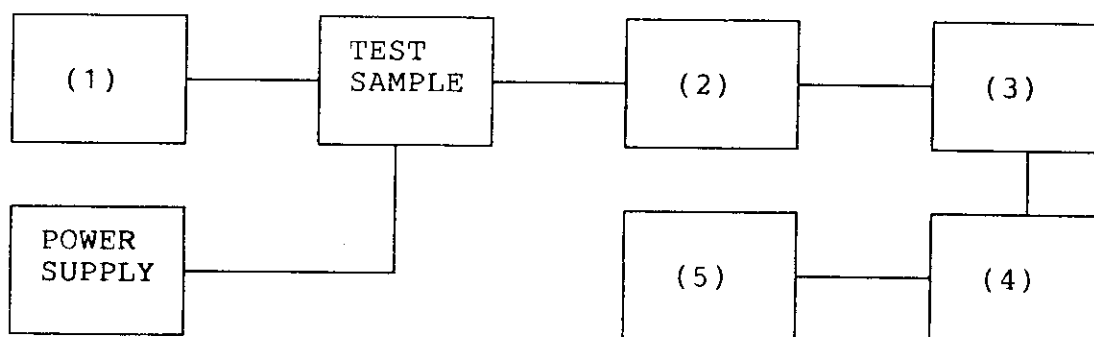 (1)
TEST
SAMPLE
(2)
(3)
POWER
SUPPLY
(5)
(4)